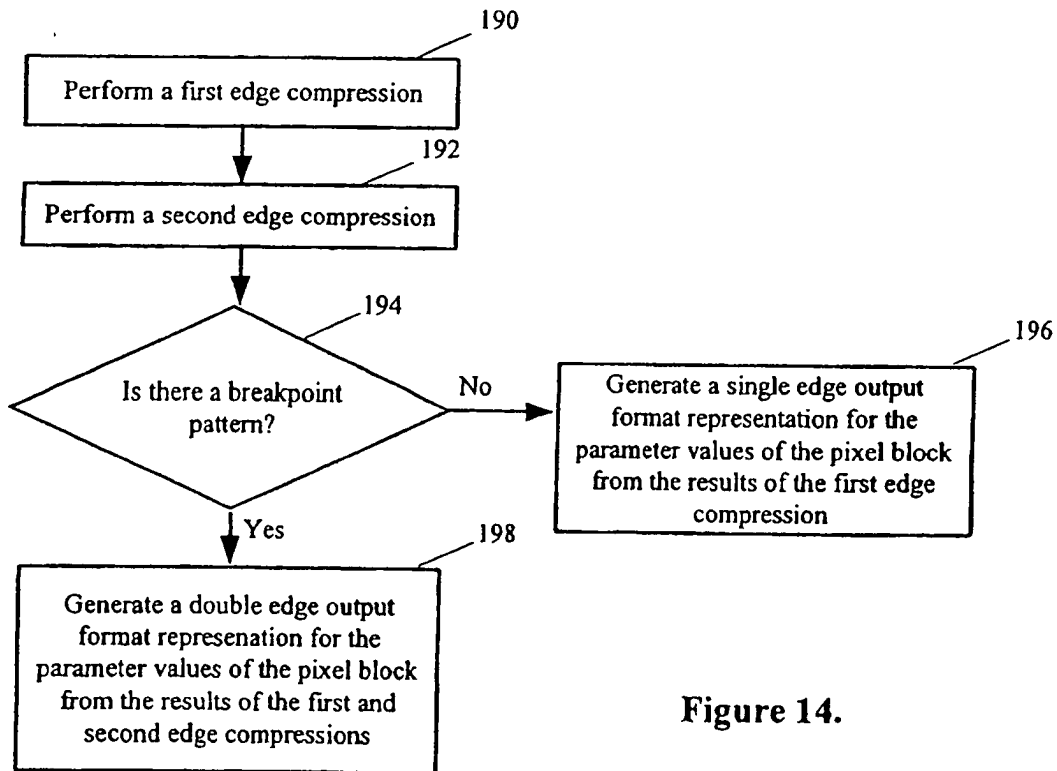 190
Perform a first edge compression
192
Perform a second edge compression
194
Is there a breakpoint
pattern?
No
196
Generate a single edge output
format representation for the
parameter values of the pixel block
from the results of the first edge
compression
Yes
198
Generate a double edge output
format represenation for the
parameter values of the pixel block
from the results of the first and
second edge compressions
Figure 14.